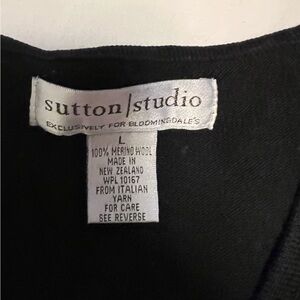 sutton|studio
EXCLUSIVELY FOR BLOOMINGDALE'S
L
100% MERINO WOOL
MADE IN
NEW ZEALAND
WPL 10167
FROM ITALIAN
YARN
FOR CARE
SEE REVERSE